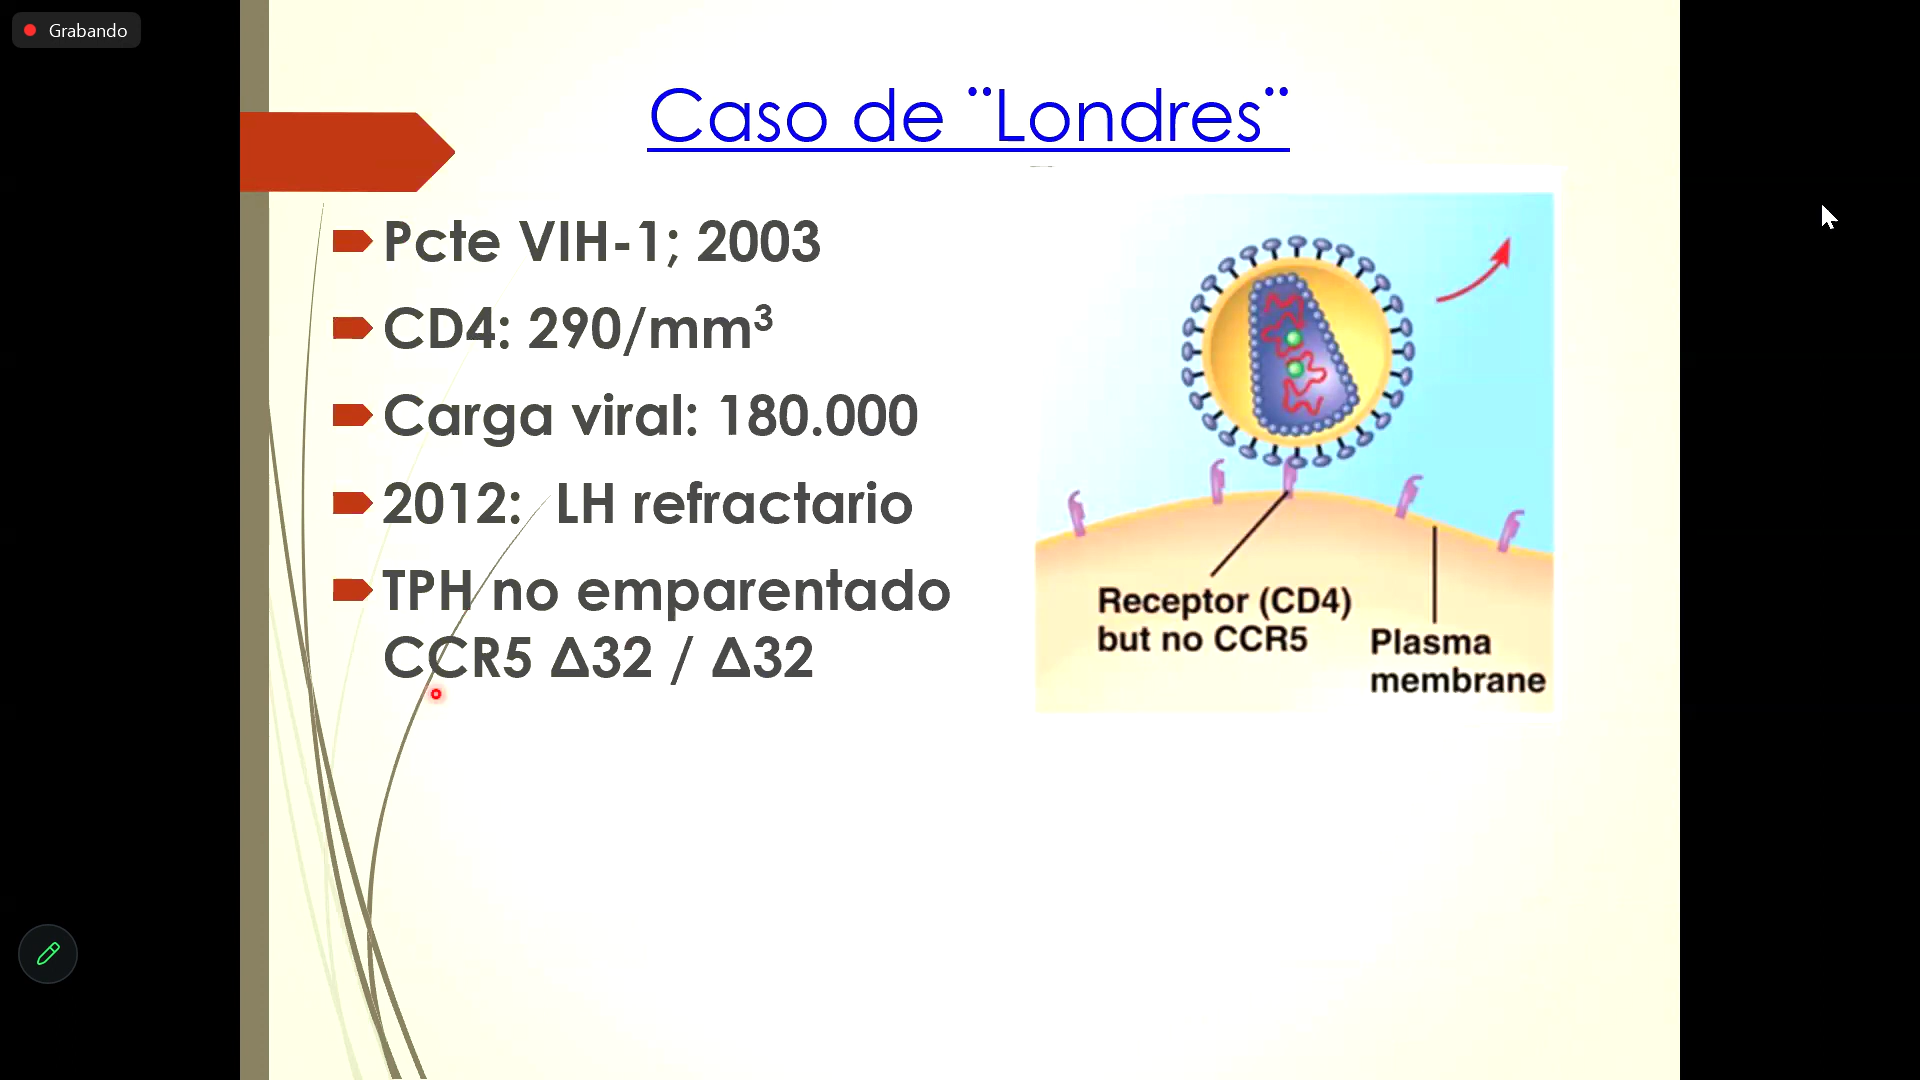 Grabando
Caso de ¨Londres¨
Pcte VIH-1; 2003
CD4: 290/mm³
Carga viral: 180.000
2012:  LH refractario
TPH no emparentado
CCR5 Δ32 / Δ32
Receptor (CD4)
but no CCR5
Plasma
membrane